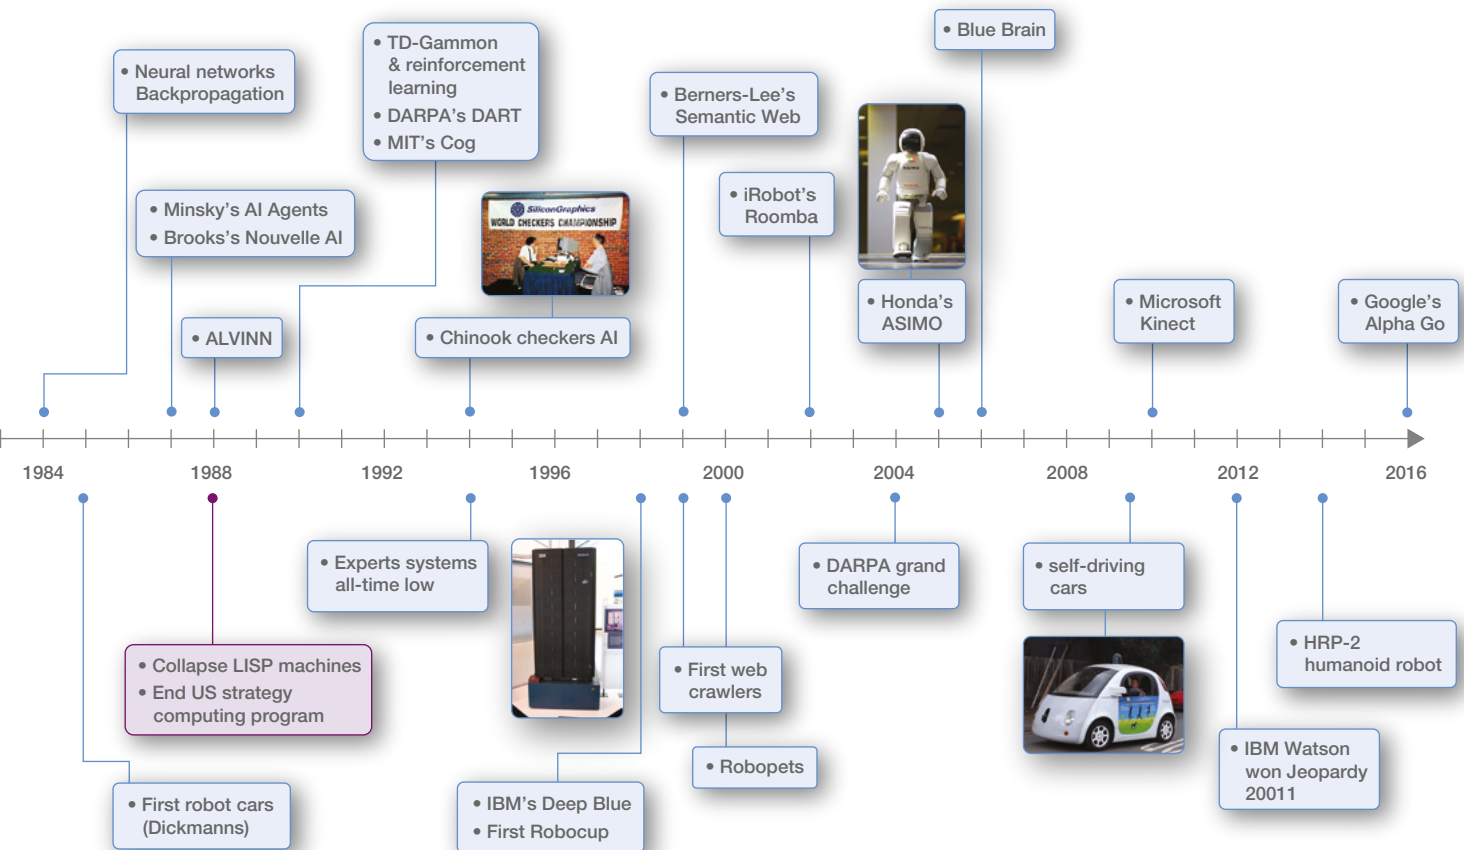 • Blue Brain
• TD-Gammon
& reinforcement
learning
• DARPA's DART
• MIT's Cog
• Neural networks
Backpropagation
• Berners-Lee's
Semantic Web
• iRobot's
Roomba
• Minsky's AI Agents
• Brooks's Nouvelle AI
SiliconGraphics
WORLD CHECKERS CHAMPIONSHIP
• ALVINN
• Chinook checkers AI
• Honda's
ASIMO
• Microsoft
Kinect
• Google's
Alpha Go
1984 1988 1992 1996 2000 2004 2008 2012 2016
• Experts systems
all-time low
• DARPA grand
challenge
• self-driving
cars
• Collapse LISP machines
• End US strategy
computing program
• First web
crawlers
• HRP-2
humanoid robot
• Robopets
• IBM Watson
won Jeopardy
20011
• First robot cars
(Dickmanns)
• IBM's Deep Blue
• First Robocup